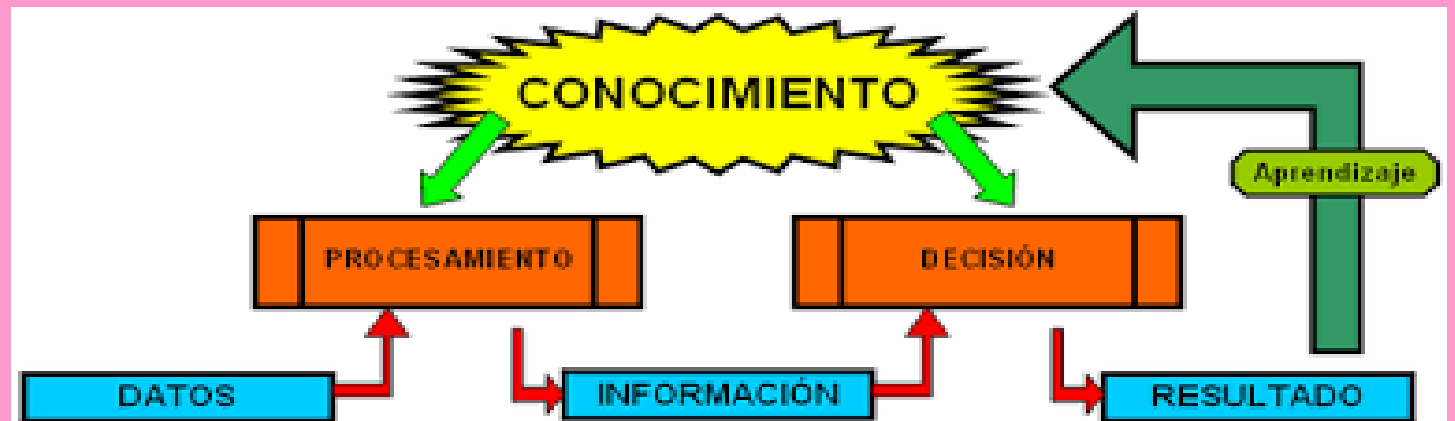 CONOCIMIENTO
Aprendizaje
PROCESAMIENTO
DECISIÓN
DATOS
INFORMACIÓN
RESULTADO